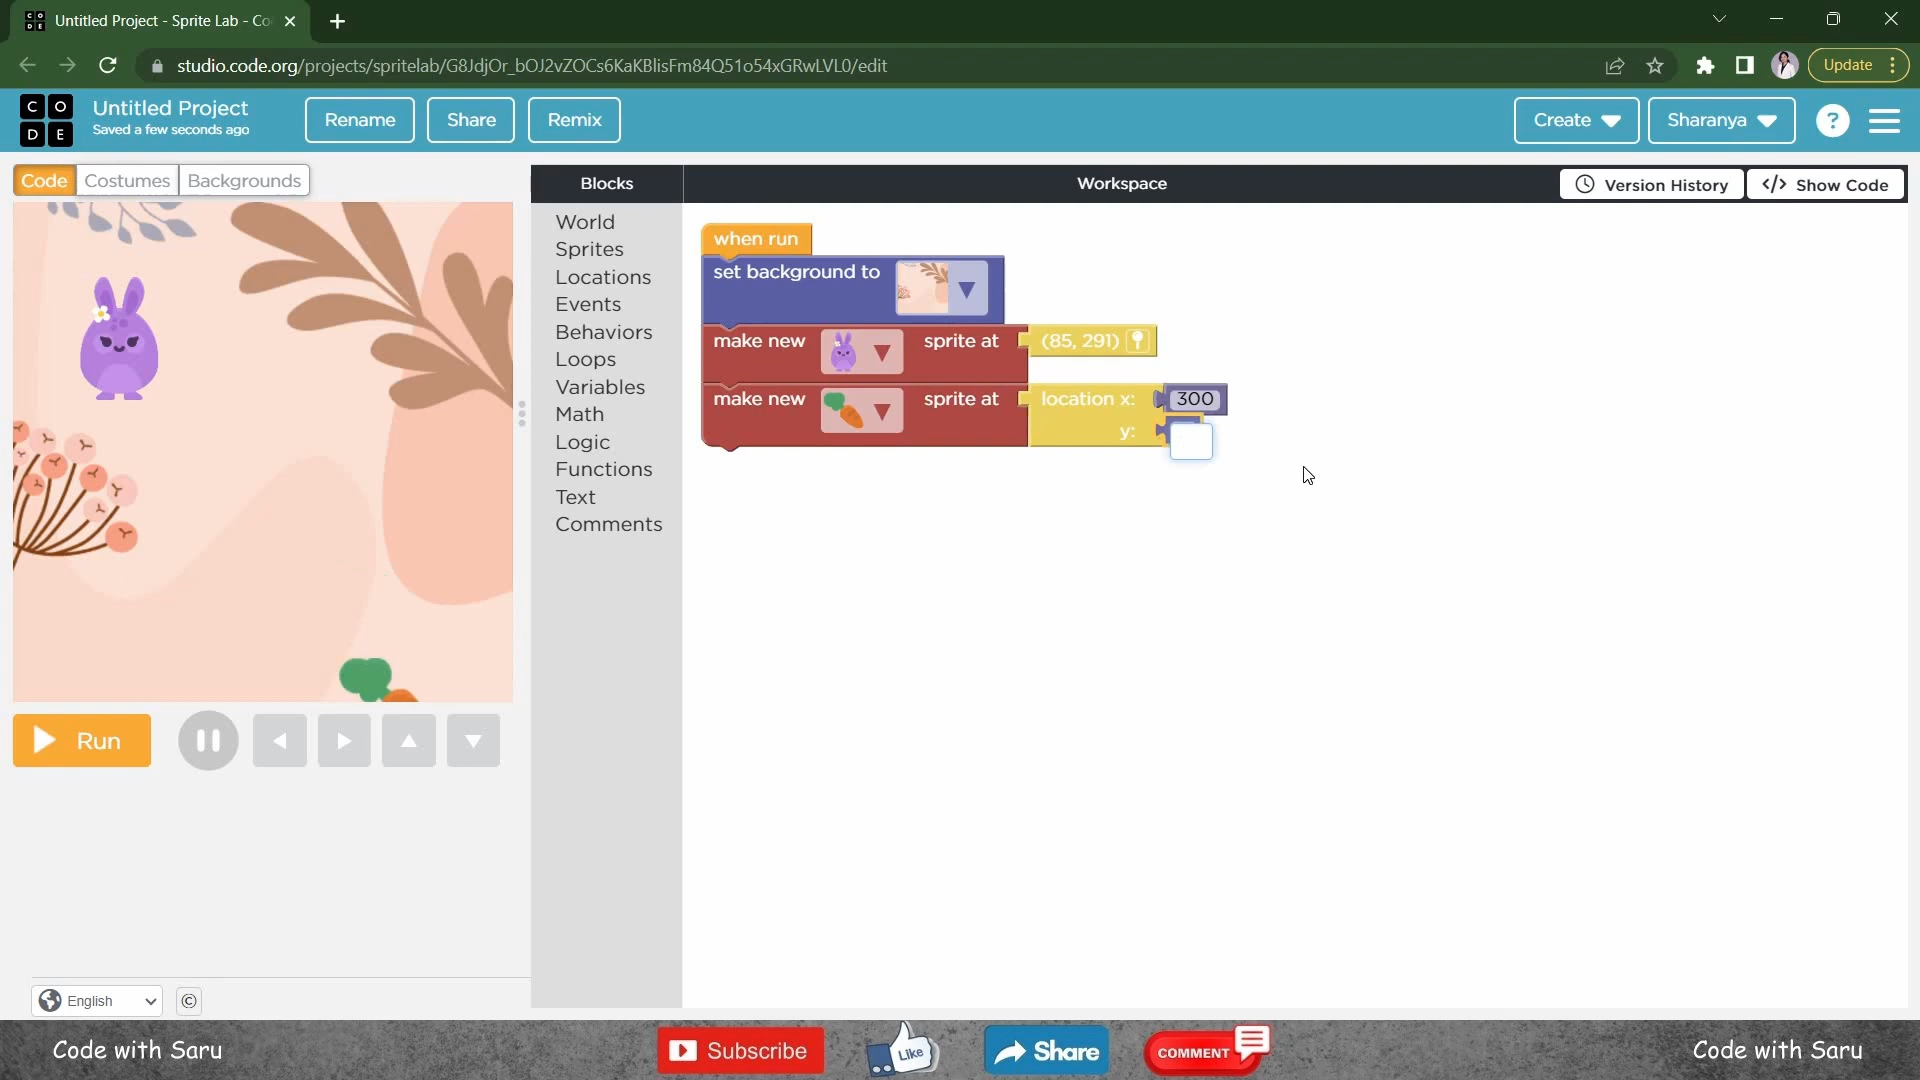 Untitled Project - Sprite Lab - Co
studio.code.org/projects/spritelab/G8JdjOr_bOJ2vZOCs6KaKBlisFm84Q51o54xGRwLVL0/edit
Update
CO
DE
Untitled Project
Saved a few seconds ago
Rename
Share
Remix
Create
Sharanya
?
Code
Costumes
Backgrounds
Blocks
Workspace
Version History
</> Show Code
World
Sprites
Locations
Events
Behaviors
Loops
Variables
Math
Logic
Functions
Text
Comments
when run
set background to
make new sprite at (85, 291)
make new sprite at location x: 300
y:
Run
English
©
Code with Saru
Subscribe
Like
Share
COMMENT
Code with Saru